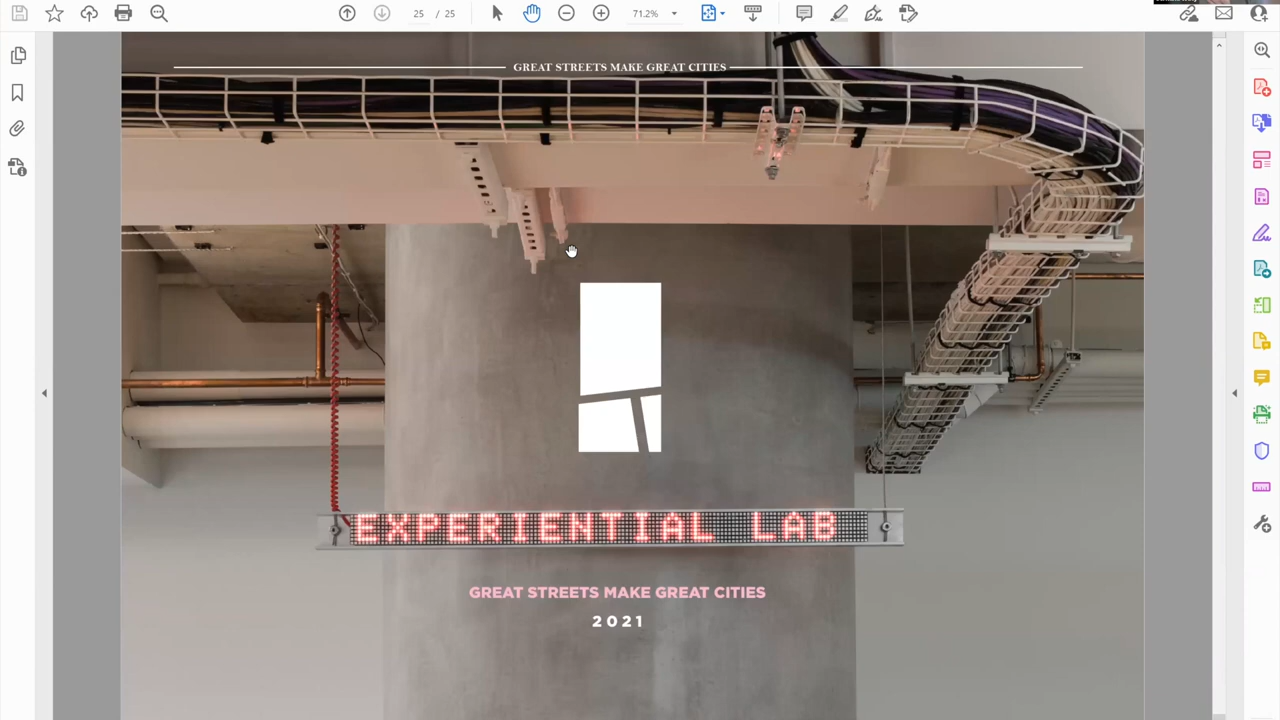 25 / 25
71.2%
GREAT STREETS MAKE GREAT CITIES
EXPERIENTIAL LAB
GREAT STREETS MAKE GREAT CITIES
2021